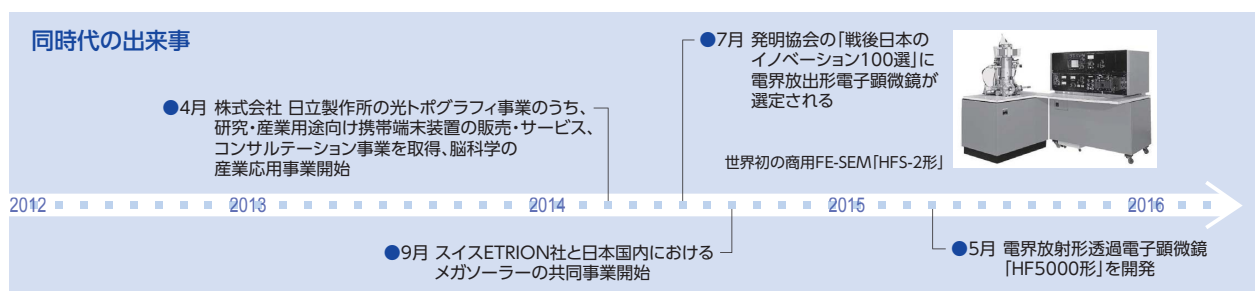 同時代の出来事
●7月 発明協会の「戦後日本の
イノベーション100選」に
電界放出形電子顕微鏡が
選定される
●4月 株式会社 日立製作所の光トポグラフィ事業のうち、
研究・産業用途向け携帯端末装置の販売・サービス、
コンサルテーション事業を取得、脳科学の
産業応用事業開始
世界初の商用FE-SEM「HFS-2形」
2012
2013
2014
2015
2016
●9月 スイスETRION社と日本国内における
メガソーラーの共同事業開始
●5月 電界放射形透過電子顕微鏡
「HF5000形」を開発